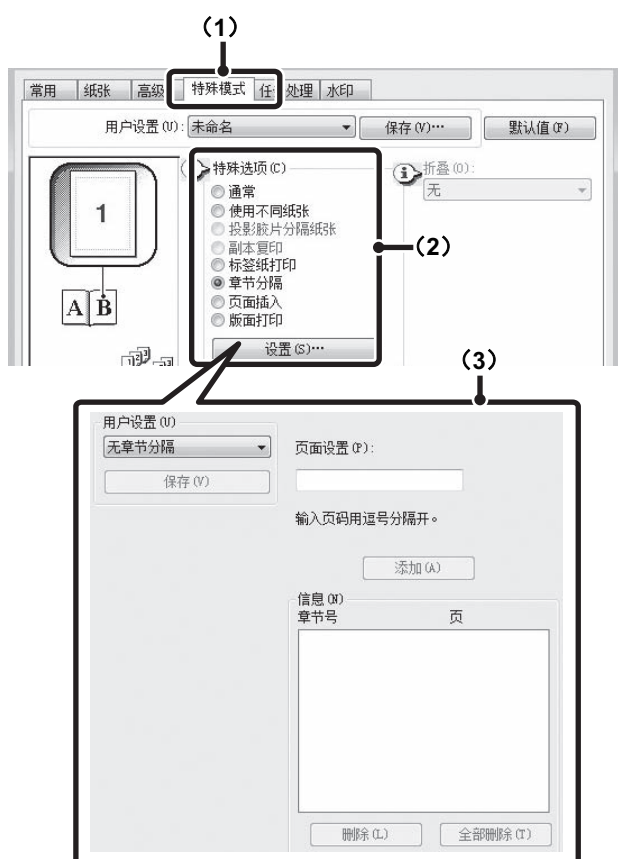 (1)
常用 纸张 高级 特殊模式 任 处理 水印
用户设置(U): 未命名 保存(V)… 默认值(F)
特殊选项(C)
折叠(O):
无
通常
使用不同纸张
投影胶片分隔纸张
副本复印
标签纸打印
章节分隔
页面插入
版面打印
设置(S)…
(2)
1
A B
1 2 3
(3)
用户设置(U)
无章节分隔
保存(V)
页面设置(P):
输入页码用逗号分隔开。
添加(A)
信息(N)
章节号 页
删除(L) 全部删除(T)